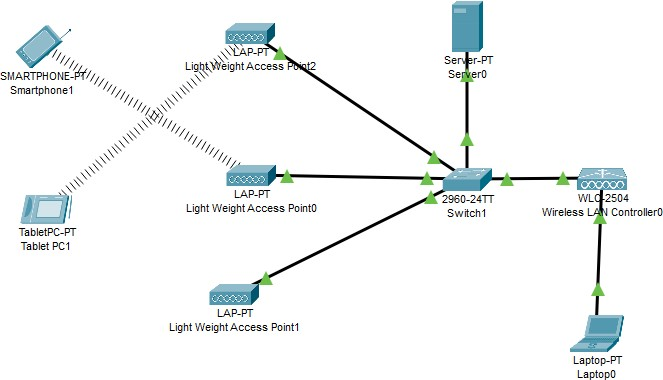 LAP-PT
Light Weight Access Point2
Server-PT
Server0
SMARTPHONE-PT
Smartphone1
LAP-PT
Light Weight Access Point0
2960-24TT
Switch1
WLC-2504
Wireless LAN Controller0
TabletPC-PT
Tablet PC1
LAP-PT
Light Weight Access Point1
Laptop-PT
Laptop0